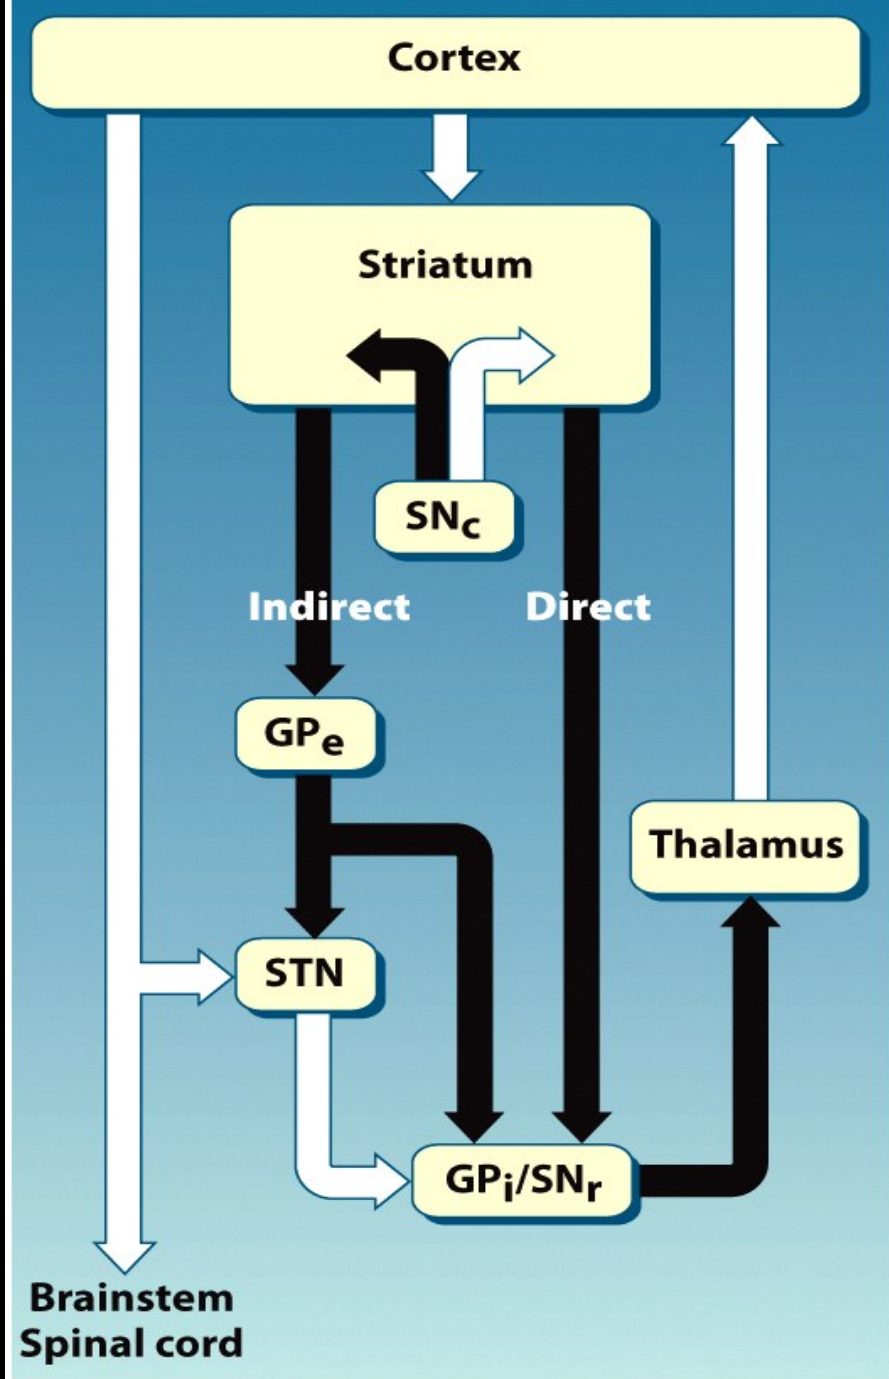 Cortex
Striatum
SNc
Indirect
Direct
GPe
Thalamus
STN
GPi/SNr
Brainstem
Spinal cord